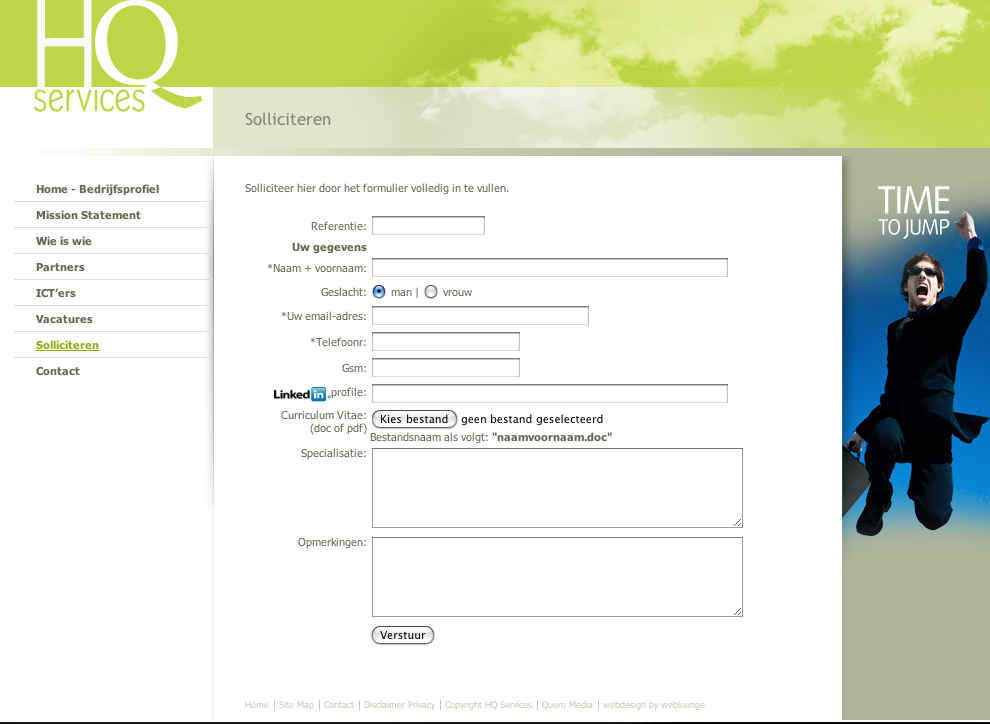 HQ
services
Solliciteren
Home - Bedrijfsprofiel
Mission Statement
Wie is wie
Partners
ICT'ers
Vacatures
Solliciteren
Contact
Solliciteer hier door het formulier volledig in te vullen.
Referentie:
Uw gegevens
*Naam + voornaam:
Geslacht: man | vrouw
*Uw email-adres:
*Telefoonr:
Gsm:
Linked in profile:
Curriculum Vitae: Kies bestand geen bestand geselecteerd
(doc of pdf)
Bestandsnaam als volgt: "naamvoornaam.doc"
Specialisatie:
Opmerkingen:
Verstuur
TIME
TO JUMP
Home | Site Map | Contact | Disclaimer Privacy | Copyright HQ Services | Quero Media | webdesign by weblounge